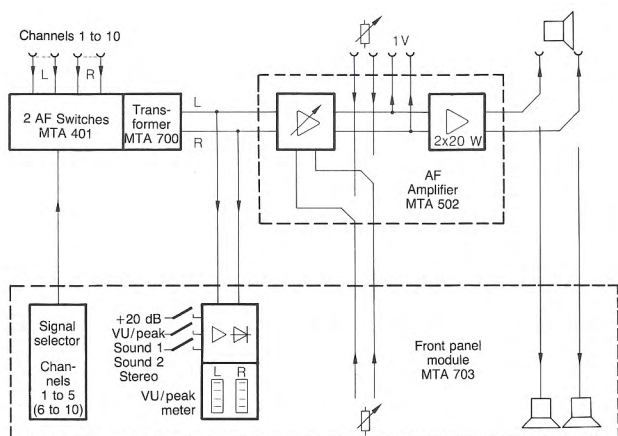 Channels 1 to 10
L
R
1 V
2 AF Switches
MTA 401
Trans-
former
MTA 700
L
R
2x20 W
AF
Amplifier
MTA 502
Signal
selector
Chan-
nels
1 to 5
(6 to 10)
+20 dB
VU/peak
Sound 1
Sound 2
Stereo
L R
VU/peak
meter
Front panel
module
MTA 703